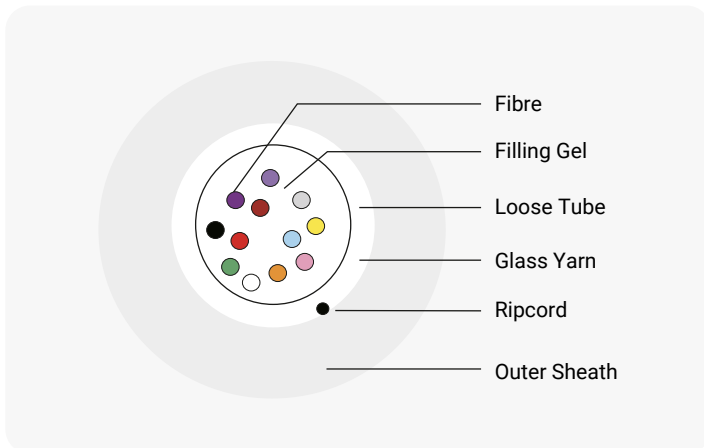 Fibre
Filling Gel
Loose Tube
Glass Yarn
Ripcord
Outer Sheath